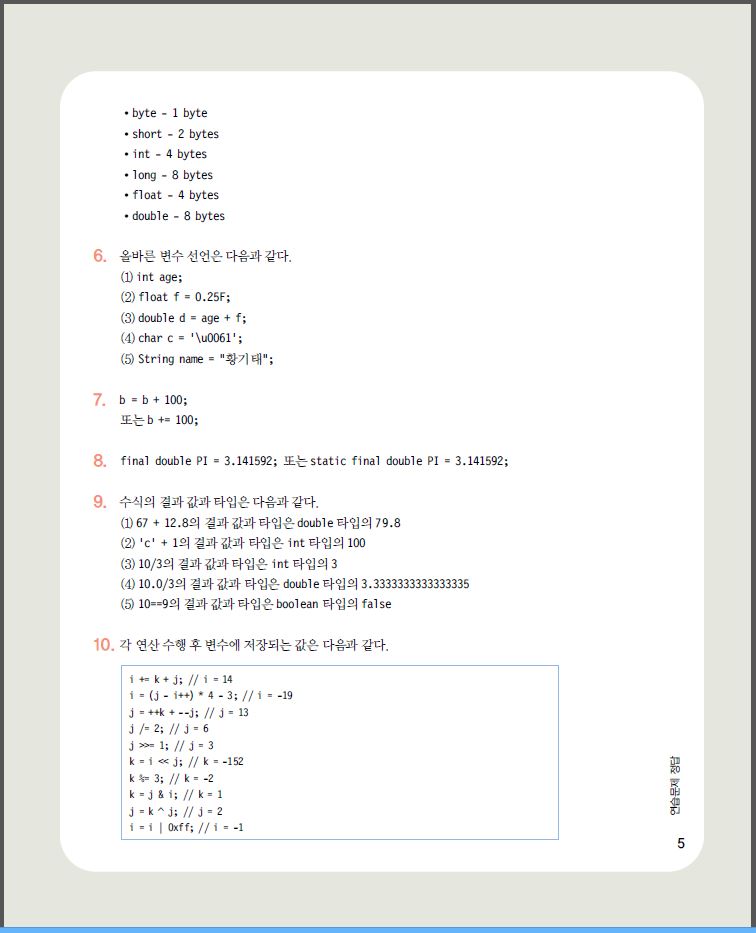 • byte - 1 byte
• short - 2 bytes
• int - 4 bytes
• long - 8 bytes
• float - 4 bytes
• double - 8 bytes
6. 올바른 변수 선언은 다음과 같다.
(1) int age;
(2) float f = 0.25F;
(3) double d = age + f;
(4) char c = '\u0061';
(5) String name = "황기태";
7. b = b + 100;
또는 b += 100;
8. final double PI = 3.141592; 또는 static final double PI = 3.141592;
9. 수식의 결과 값과 타입은 다음과 같다.
(1) 67 + 12.8의 결과 값과 타입은 double 타입의 79.8
(2) 'c' + 1의 결과 값과 타입은 int 타입의 100
(3) 10/3의 결과 값과 타입은 int 타입의 3
(4) 10.0/3의 결과 값과 타입은 double 타입의 3.3333333333333335
(5) 10==9의 결과 값과 타입은 boolean 타입의 false
10. 각 연산 수행 후 변수에 저장되는 값은 다음과 같다.
i += k + j; // i = 14
i = (j - i++) * 4 - 3; // i = -19
j = ++k + --j; // j = 13
j /= 2; // j = 6
j >>= 1; // j = 3
k = i << j; // k = -152
k %= 3; // k = -2
k = j & i; // k = 1
j = k ^ j; // j = 2
i = i | 0xff; // i = -1
연습문제 정답
5